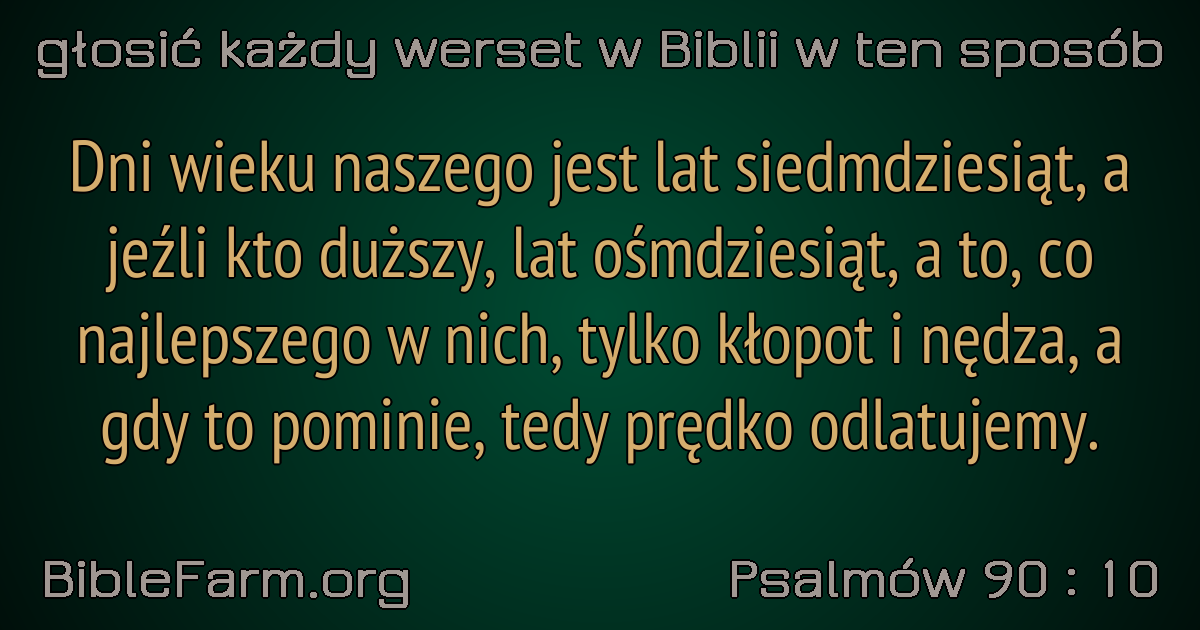 głosić każdy werset w Biblii w ten sposób
Dni wieku naszego jest lat siedmdziesiąt, a
jeźli kto duższy, lat ośmdziesiąt, a to, co
najlepszego w nich, tylko kłopot i nędza, a
gdy to pominie, tedy prędko odlatujemy.
BibleFarm.org
Psalmów 90 : 10